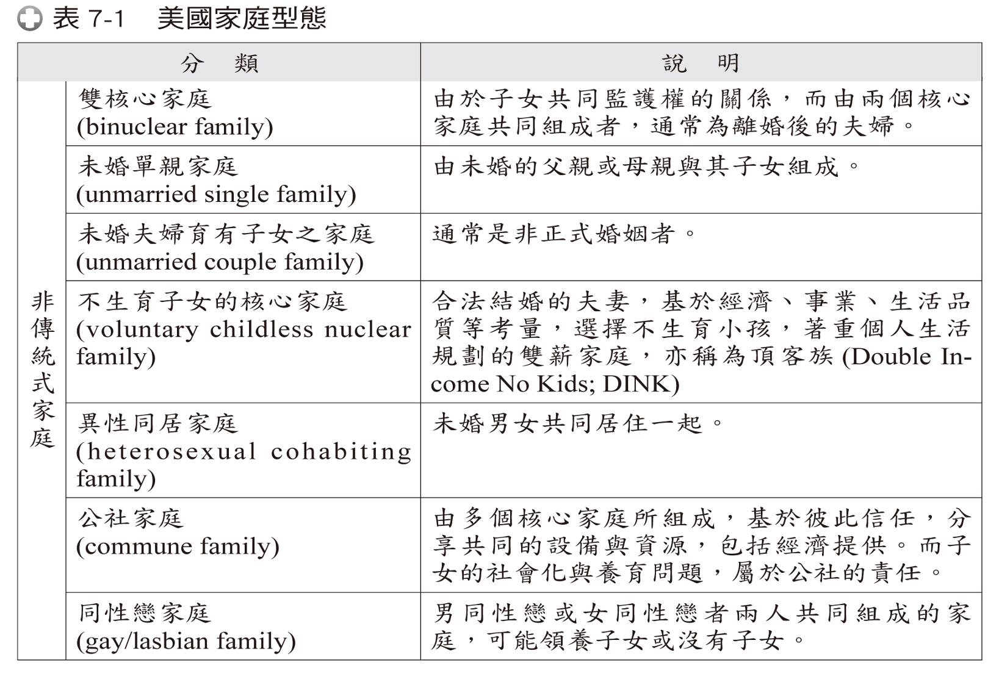 表 7-1 美國家庭型態
分 類 說 明
非傳統式家庭
雙核心家庭
(binuclear family)
由於子女共同監護權的關係，而由兩個核心
家庭共同組成者，通常為離婚後的夫婦。
未婚單親家庭
(unmarried single family)
由未婚的父親或母親與其子女組成。
未婚夫婦育有子女之家庭
(unmarried couple family)
通常是非正式婚姻者。
不生育子女的核心家庭
(voluntary childless nuclear
family)
合法結婚的夫妻，基於經濟、事業、生活品
質等考量，選擇不生育小孩，著重個人生活
規劃的雙薪家庭，亦稱為頂客族 (Double In-
come No Kids; DINK)
異性同居家庭
(heterosexual cohabiting
family)
未婚男女共同居住一起。
公社家庭
(commune family)
由多個核心家庭所組成，基於彼此信任，分
享共同的設備與資源，包括經濟提供。而子
女的社會化與養育問題，屬於公社的責任。
同性戀家庭
(gay/lasbian family)
男同性戀或女同性戀者兩人共同組成的家
庭，可能領養子女或沒有子女。